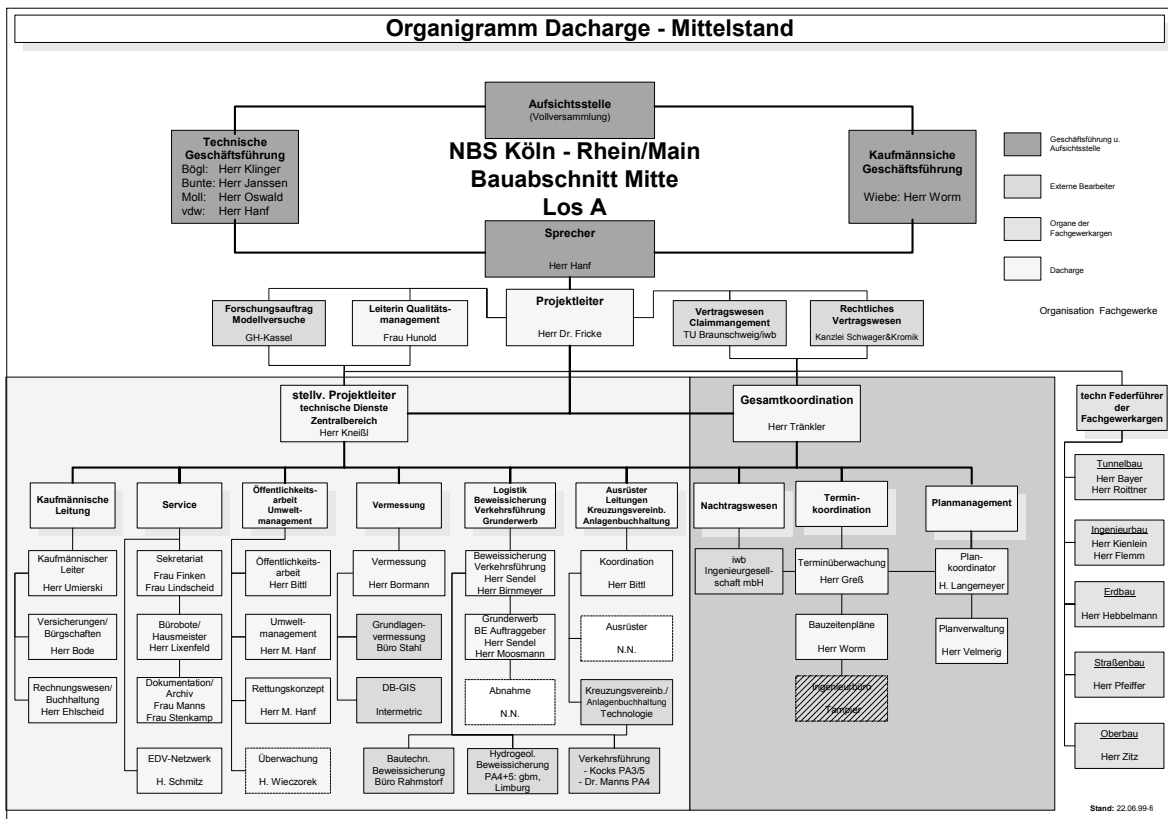 Organigramm Dacharge - Mittelstand
Aufsichtsstelle
(Vollversammlung)
Technische
Geschäftsführung
Bögl: Herr Klinger
Bunte: Herr Janssen
Moll: Herr Oswald
vdw: Herr Hanf
NBS Köln - Rhein/Main
Bauabschnitt Mitte
Los A
Kaufmännsiche
Geschäftsführung
Wiebe: Herr Worm
Geschäftsführung u.
Aufsichtsstelle
Externe Bearbeiter
Organe der
Fachgewerkargen
Dacharge
Organisation Fachgewerke
Sprecher
Herr Hanf
Forschungsauftrag
Modellversuche
GH-Kassel
Leiterin Qualitäts-
management
Frau Hunold
Projektleiter
Herr Dr. Fricke
Vertragswesen
Claimmangement
TU Braunschweig/iwb
Rechtliches
Vertragswesen
Kanzlei Schwager&Kromik
stellv. Projektleiter
technische Dienste
Zentralbereich
Herr Kneißl
Gesamtkoordination
Herr Tränkler
techn Federführer
der
Fachgewerkargen
Kaufmännische
Leitung
Service
Öffentlichkeits-
arbeit
Umwelt-
management
Vermessung
Logistik
Beweissicherung
Verkehrsführung
Grunderwerb
Ausrüster
Leitungen
Kreuzungsvereinb.
Anlagenbuchhaltung
Nachtragswesen
Termin-
koordination
Planmanagement
Kaufmännischer
Leiter
Herr Umierski
Versicherungen/
Bürgschaften
Herr Bode
Rechnungswesen/
Buchhaltung
Herr Ehlscheid
Sekretariat
Frau Finken
Frau Lindscheid
Bürobote/
Hausmeister
Herr Lixenfeld
Dokumentation/
Archiv
Frau Manns
Frau Stenkamp
EDV-Netzwerk
H. Schmitz
Öffentlichkeits-
arbeit
Herr Bittl
Umwelt-
management
Herr M. Hanf
Rettungskonzept
Herr M. Hanf
Überwachung
H. Wieczorek
Vermessung
Herr Bormann
Grundlagen-
vermessung
Büro Stahl
DB-GIS
Intermetric
Bautechn.
Beweissicherung
Büro Rahmstorf
Beweissicherung
Verkehrsführung
Herr Sendel
Herr Birnmeyer
Grunderwerb
BE Auftraggeber
Herr Sendel
Herr Moosmann
Abnahme
N.N.
Hydrogeol.
Beweissicherung
PA4+5: gbm,
Limburg
Koordination
Herr Bittl
Ausrüster
N.N.
Kreuzungsvereinb./
Anlagenbuchhaltung
Technologie
Verkehrsführung
- Kocks PA3/5
- Dr. Manns PA4
iwb
Ingenieurgesell-
schaft mbH
Terminüberwachung
Herr Greß
Bauzeitenpläne
Herr Worm
Ingenieurbüro
Tampier
Plan-
koordinator
H. Langemeyer
Planverwaltung
Herr Velmerig
Tunnelbau
Herr Bayer
Herr Roittner
Ingenieurbau
Herr Kienlein
Herr Flemm
Erdbau
Herr Hebbelmann
Straßenbau
Herr Pfeiffer
Oberbau
Herr Zitz
Stand: 22.06.99-fi